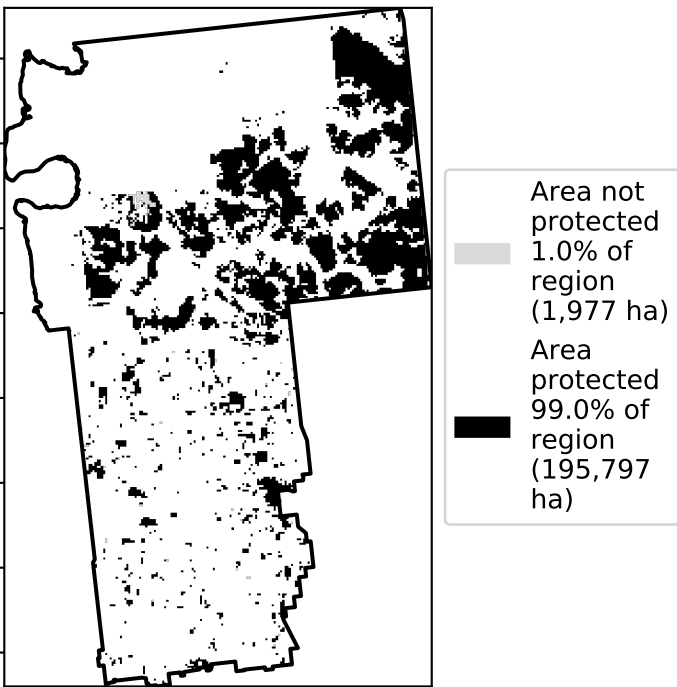 Area not
protected
1.0% of
region
(1,977 ha)
Area
protected
99.0% of
region
(195,797
ha)